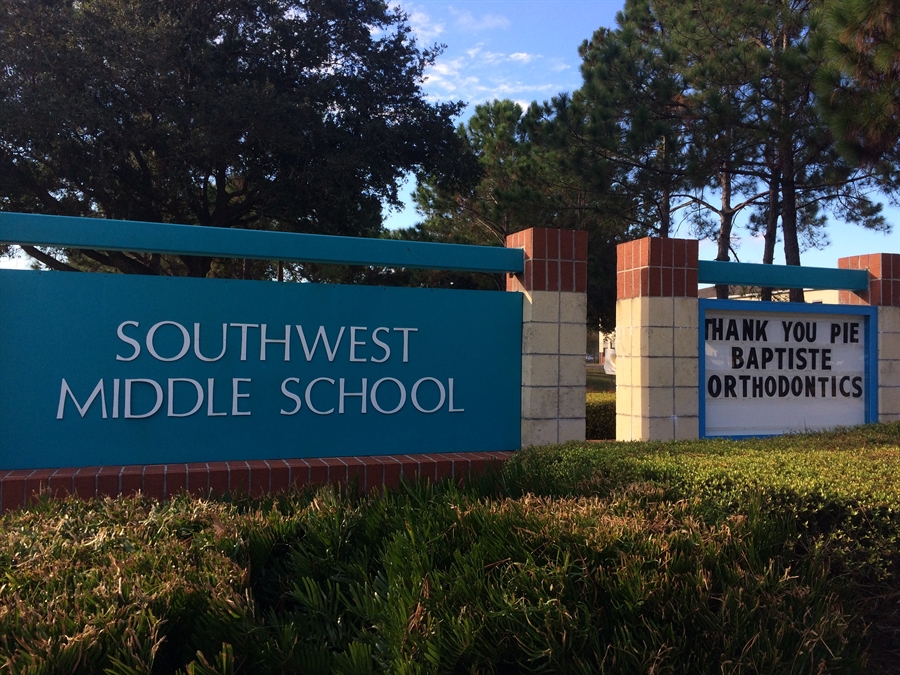 SOUTHWEST
MIDDLE SCHOOL
THANK YOU PIE
BAPTISTE
ORTHODONTICS